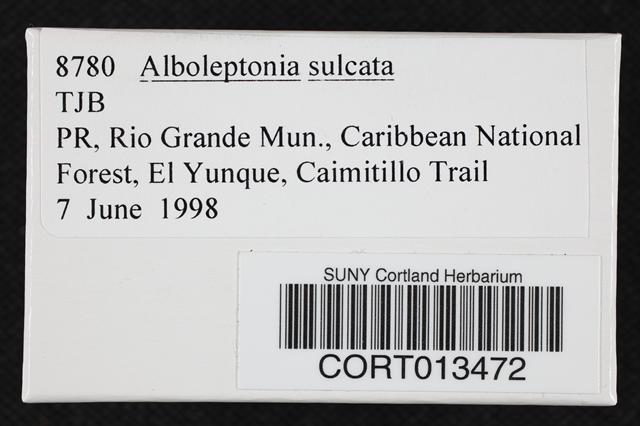 8780 Alboleptonia sulcata
TJB
PR, Rio Grande Mun., Caribbean National
Forest, El Yunque, Caimitillo Trail
7 June 1998
SUNY Cortland Herbarium
CORT013472